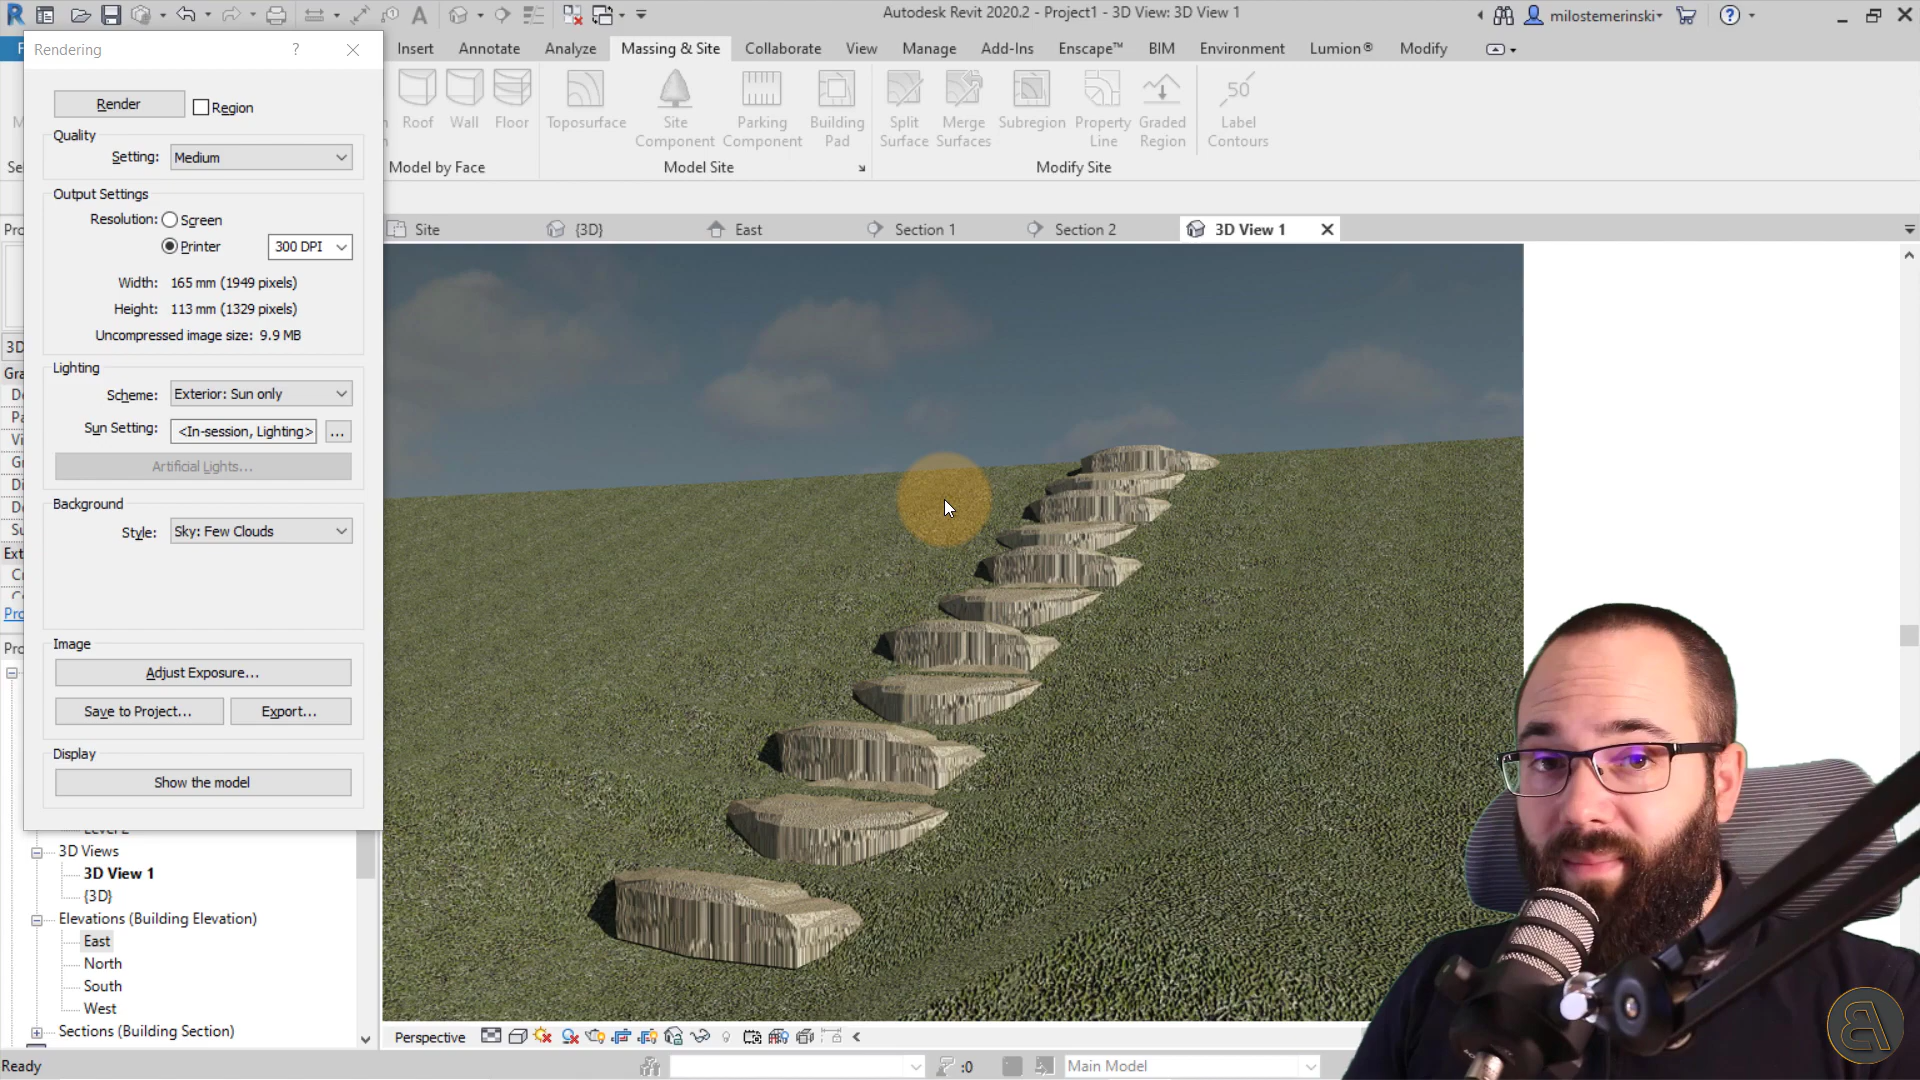 Autodesk Revit 2020.2 - Project1 - 3D View: 3D View 1
milostemerinski
Rendering
Insert Annotate Analyze Massing & Site Collaborate View Manage Add-Ins Enscape™ BIM Environment Lumion® Modify
Render
Region
Quality
Setting: Medium
Output Settings
Resolution: Screen
Printer 300 DPI
Width: 165 mm (1949 pixels)
Height: 113 mm (1329 pixels)
Uncompressed image size: 9.9 MB
Lighting
Scheme: Exterior: Sun only
Sun Setting: <In-session, Lighting> ...
Artificial Lights...
Background
Style: Sky: Few Clouds
Image
Adjust Exposure...
Save to Project... Export...
Display
Show the model
Roof Wall Floor Toposurface Site Component Parking Component Building Pad Split Surface Merge Surfaces Subregion Property Line Graded Region Label Contours
50
Model by Face Model Site Modify Site
Site {3D} East Section 1 Section 2 3D View 1
3D Views
3D View 1
{3D}
Elevations (Building Elevation)
East
North
South
West
Sections (Building Section)
Perspective
Ready
:0
Main Model